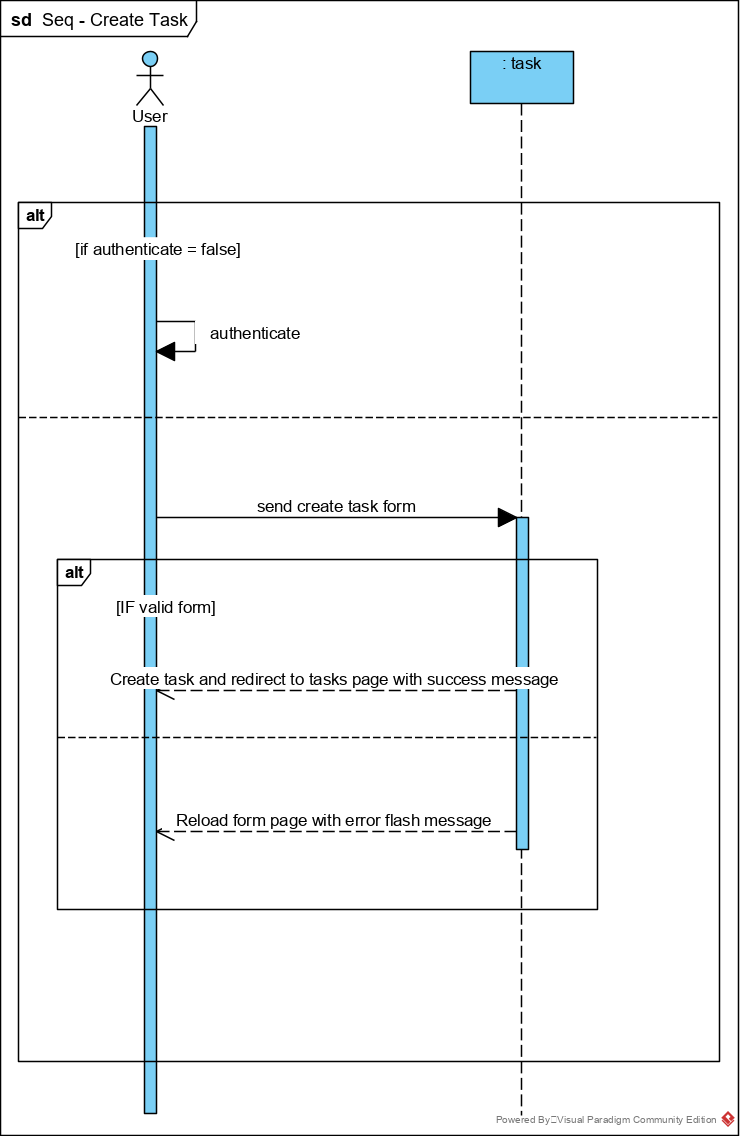 sd Seq - Create Task
: task
User
alt
[if authenticate = false]
authenticate
send create task form
alt
[IF valid form]
Create task and redirect to tasks page with success message
Reload form page with error flash message
Powered By Visual Paradigm Community Edition